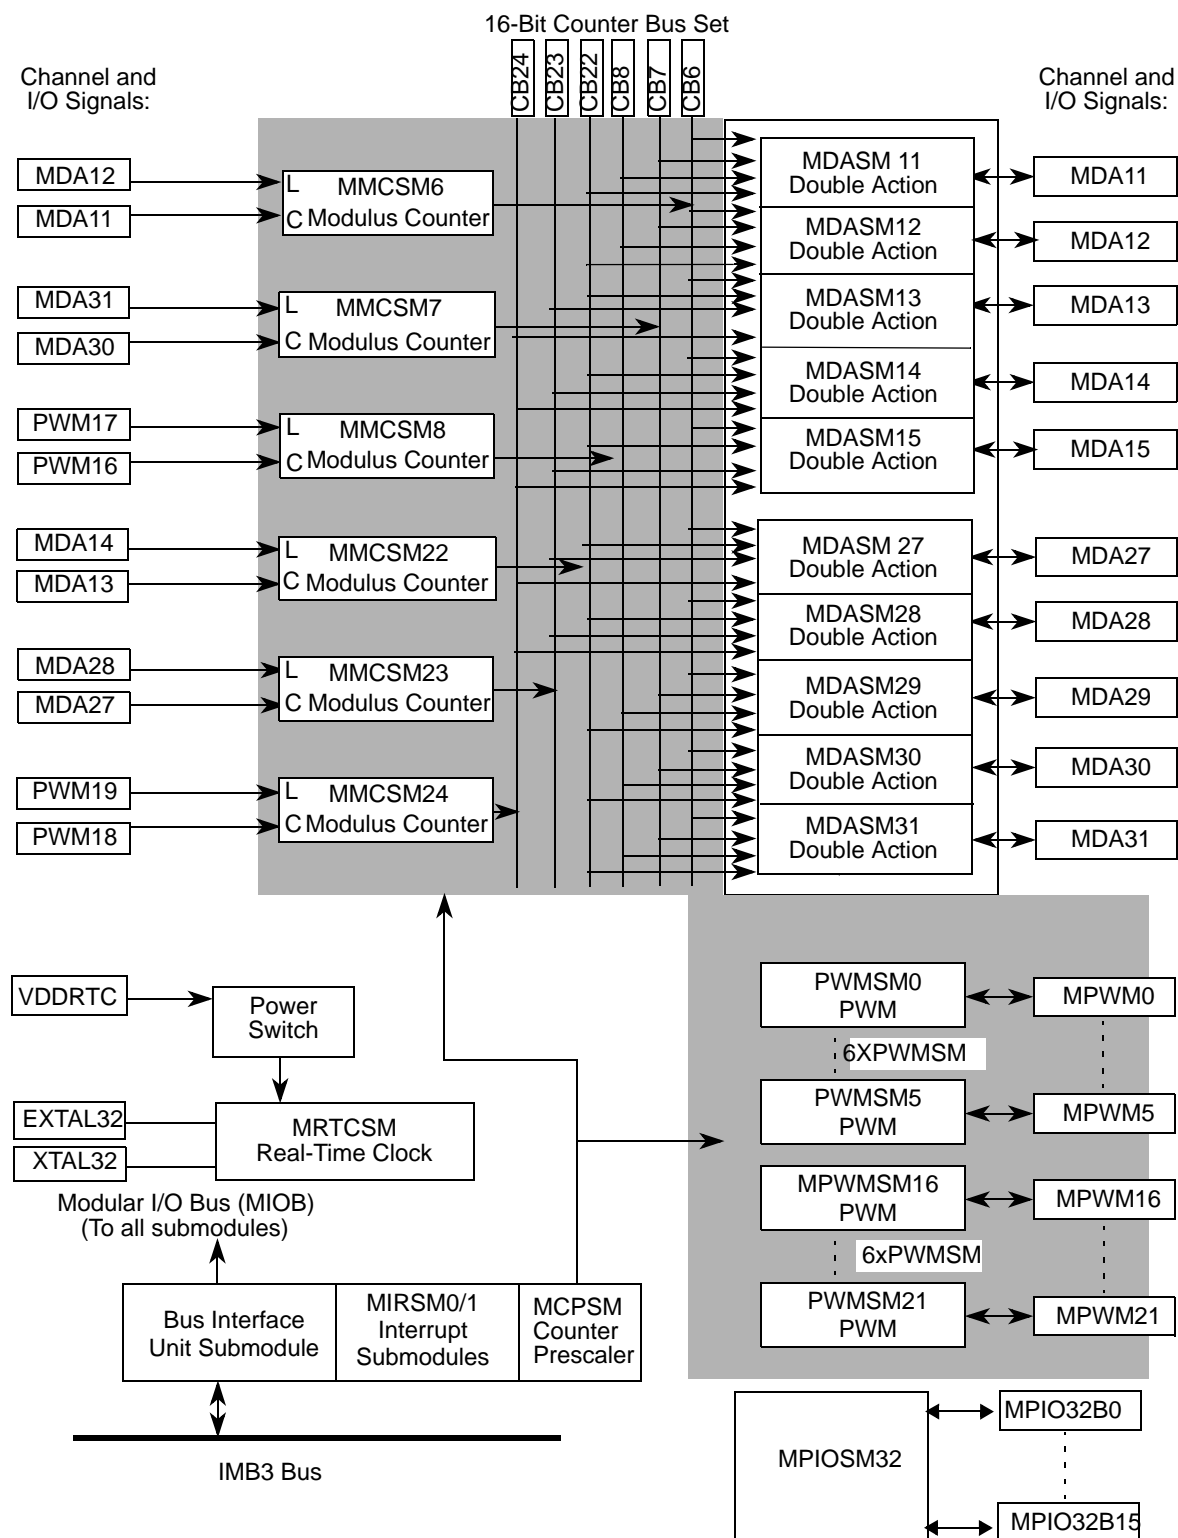 16-Bit Counter Bus Set
CB24
CB23
CB22
CB8
CB7
CB6
Channel and
I/O Signals:
Channel and
I/O Signals:
MDA12
MDA11
L
C
MMCSM6
Modulus Counter
MDA31
MDA30
L
C
MMCSM7
Modulus Counter
PWM17
PWM16
L
C
MMCSM8
Modulus Counter
MDA14
MDA13
L
C
MMCSM22
Modulus Counter
MDA28
MDA27
L
C
MMCSM23
Modulus Counter
PWM19
PWM18
L
C
MMCSM24
Modulus Counter
MDASM 11
Double Action
MDA11
MDASM12
Double Action
MDA12
MDASM13
Double Action
MDA13
MDASM14
Double Action
MDA14
MDASM15
Double Action
MDA15
MDASM 27
Double Action
MDA27
MDASM28
Double Action
MDA28
MDASM29
Double Action
MDA29
MDASM30
Double Action
MDA30
MDASM31
Double Action
MDA31
VDDRTC
Power
Switch
EXTAL32
XTAL32
MRTCSM
Real-Time Clock
Modular I/O Bus (MIOB)
(To all submodules)
Bus Interface
Unit Submodule
MIRSM0/1
Interrupt
Submodules
MCPSM
Counter
Prescaler
IMB3 Bus
PWMSM0
PWM
MPWM0
6XPWMSM
PWMSM5
PWM
MPWM5
MPWMSM16
PWM
MPWM16
6xPWMSM
PWMSM21
PWM
MPWM21
MPIOSM32
MPIO32B0
MPIO32B15